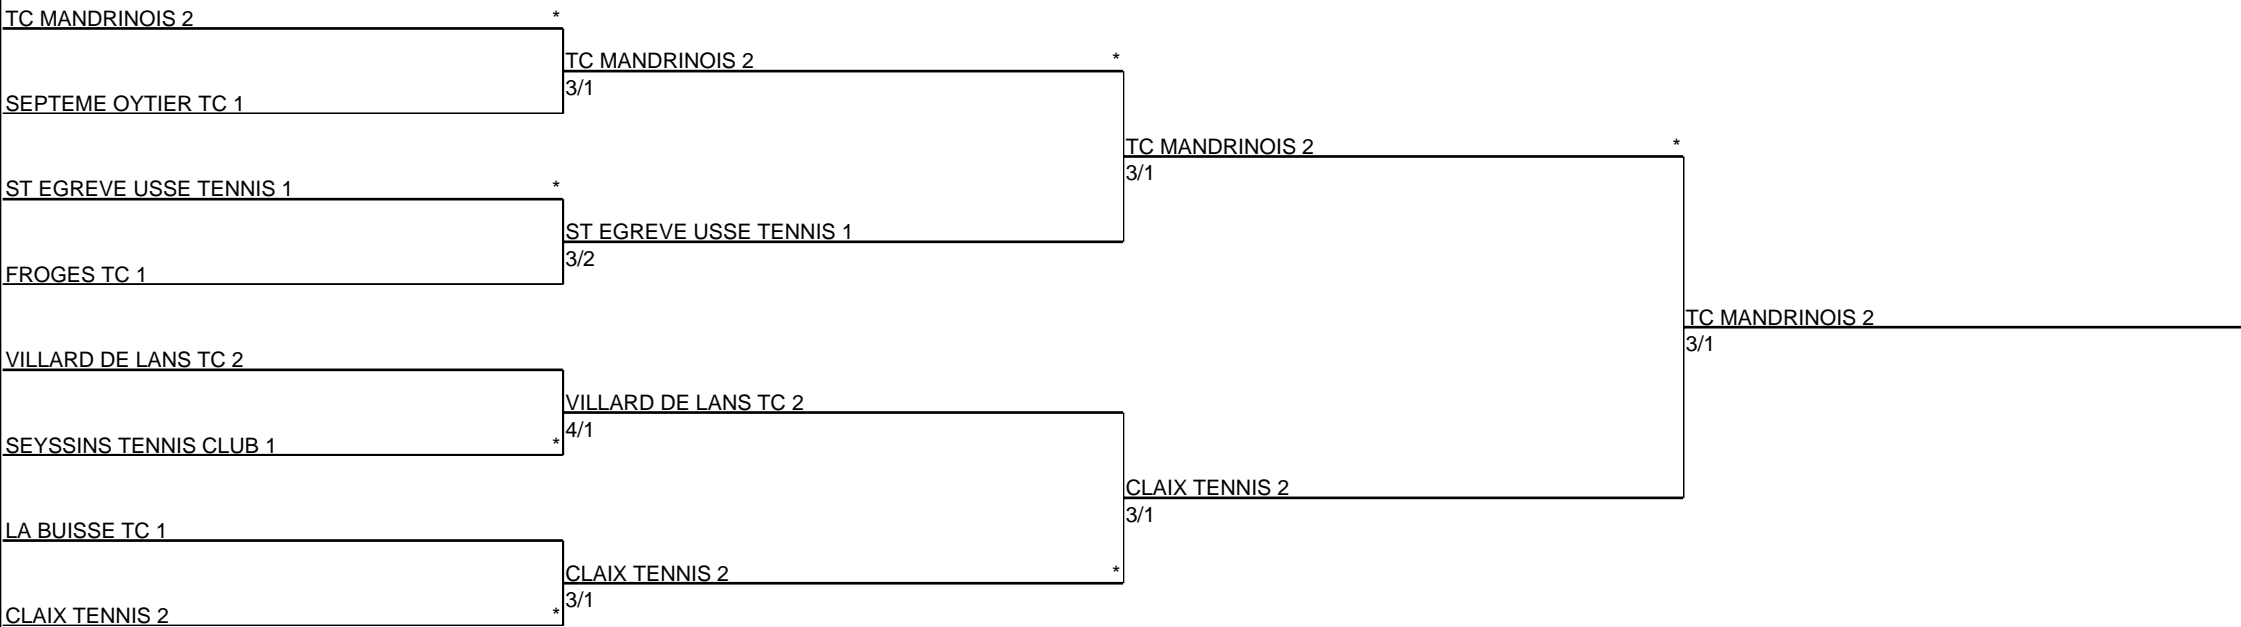 TC MANDRINOIS 2 *
TC MANDRINOIS 2 *
3/1
SEPTEME OYTIER TC 1
TC MANDRINOIS 2 *
3/1
ST EGREVE USSE TENNIS 1 *
ST EGREVE USSE TENNIS 1
3/2
FROGES TC 1
TC MANDRINOIS 2
3/1
VILLARD DE LANS TC 2
VILLARD DE LANS TC 2
4/1
SEYSSINS TENNIS CLUB 1 *
CLAIX TENNIS 2
3/1
LA BUISSE TC 1
CLAIX TENNIS 2 *
3/1
CLAIX TENNIS 2 *